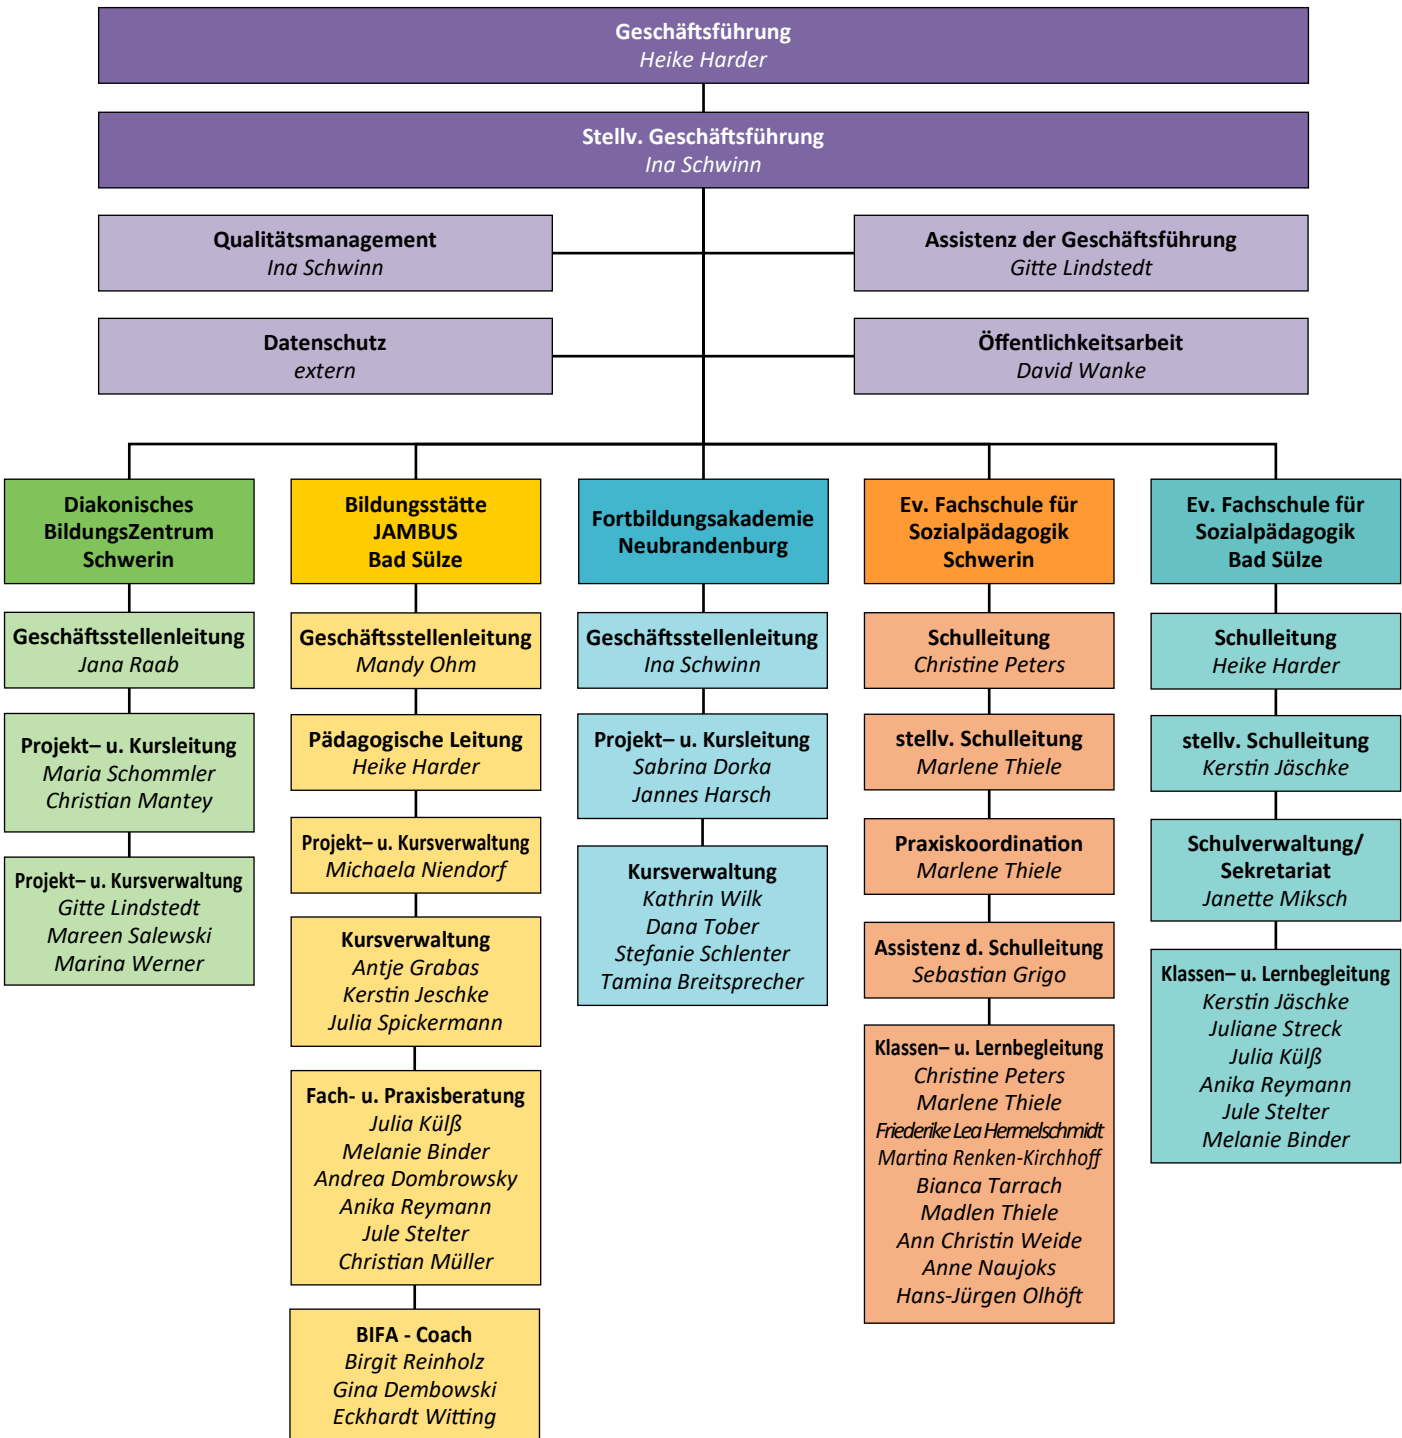 Geschäftsführung
Heike Harder
Stellv. Geschäftsführung
Ina Schwinn
Qualitätsmanagement
Ina Schwinn
Assistenz der Geschäftsführung
Gitte Lindstedt
Datenschutz
extern
Öffentlichkeitsarbeit
David Wanke
Diakonisches
BildungsZentrum
Schwerin
Geschäftsstellenleitung
Jana Raab
Projekt– u. Kursleitung
Maria Schommler
Christian Mantey
Projekt– u. Kursverwaltung
Gitte Lindstedt
Mareen Salewski
Marina Werner
Bildungsstätte
JAMBUS
Bad Sülze
Geschäftsstellenleitung
Mandy Ohm
Pädagogische Leitung
Heike Harder
Projekt– u. Kursverwaltung
Michaela Niendorf
Kursverwaltung
Antje Grabas
Kerstin Jeschke
Julia Spickermann
Fach- u. Praxisberatung
Julia Külß
Melanie Binder
Andrea Dombrowsky
Anika Reymann
Jule Stelter
Christian Müller
BIFA - Coach
Birgit Reinholz
Gina Dembowski
Eckhardt Witting
Fortbildungsakademie
Neubrandenburg
Geschäftsstellenleitung
Ina Schwinn
Projekt– u. Kursleitung
Sabrina Dorka
Jannes Harsch
Kursverwaltung
Kathrin Wilk
Dana Tober
Stefanie Schlenter
Tamina Breitsprecher
Ev. Fachschule für
Sozialpädagogik
Schwerin
Schulleitung
Christine Peters
stellv. Schulleitung
Marlene Thiele
Praxiskoordination
Marlene Thiele
Assistenz d. Schulleitung
Sebastian Grigo
Klassen– u. Lernbegleitung
Christine Peters
Marlene Thiele
Friederike Lea Hermelschmidt
Martina Renken-Kirchhoff
Bianca Tarrach
Madlen Thiele
Ann Christin Weide
Anne Naujoks
Hans-Jürgen Olhöft
Ev. Fachschule für
Sozialpädagogik
Bad Sülze
Schulleitung
Heike Harder
stellv. Schulleitung
Kerstin Jäschke
Schulverwaltung/
Sekretariat
Janette Miksch
Klassen– u. Lernbegleitung
Kerstin Jäschke
Juliane Streck
Julia Külß
Anika Reymann
Jule Stelter
Melanie Binder